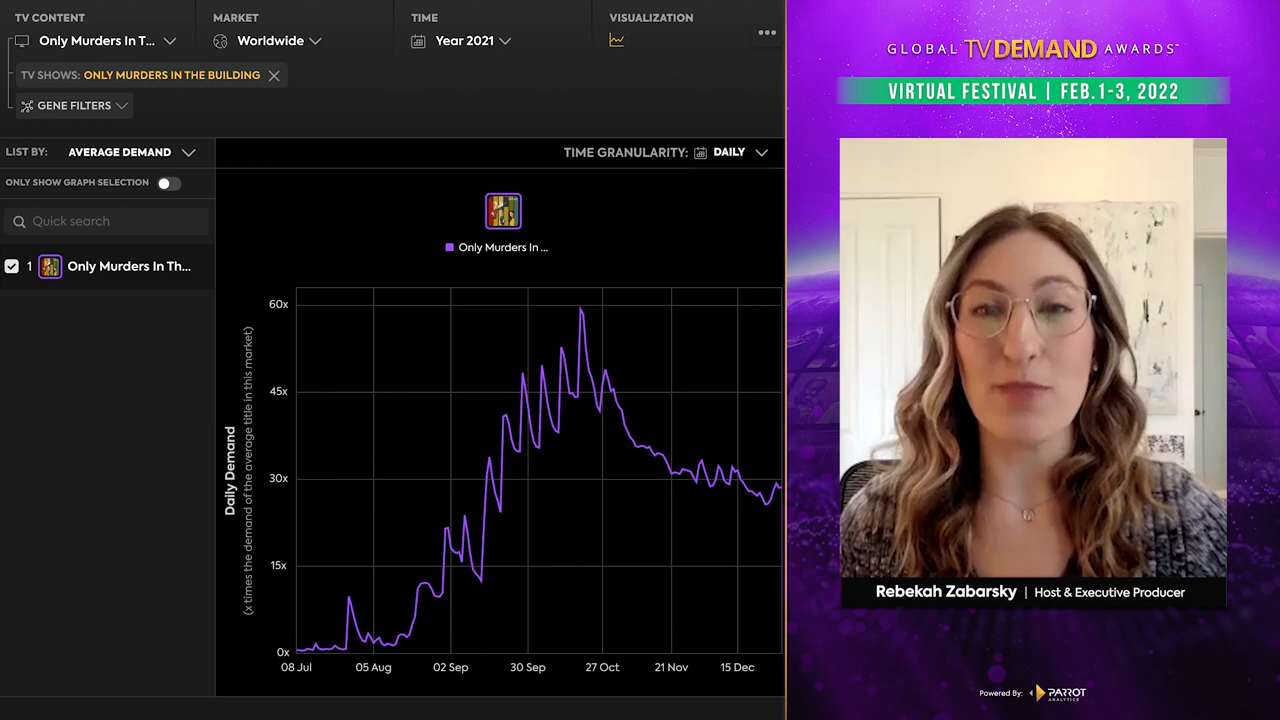 TV CONTENT
Only Murders In T...
TV SHOWS: ONLY MURDERS IN THE BUILDING
GENE FILTERS
MARKET
Worldwide
TIME
Year 2021
VISUALIZATION
LIST BY: AVERAGE DEMAND
ONLY SHOW GRAPH SELECTION
Quick search
1 Only Murders In Th...
TIME GRANULARITY: DAILY
Only Murders In ...
Daily Demand
(x times the demand of the average title in this market)
60x
45x
30x
15x
0x
08 Jul 05 Aug 02 Sep 30 Sep 27 Oct 21 Nov 15 Dec
GLOBAL TV DEMAND AWARDS™
VIRTUAL FESTIVAL | FEB.1-3, 2022
Rebekah Zabarsky | Host & Executive Producer
Powered By: PARROT
ANALYTICS